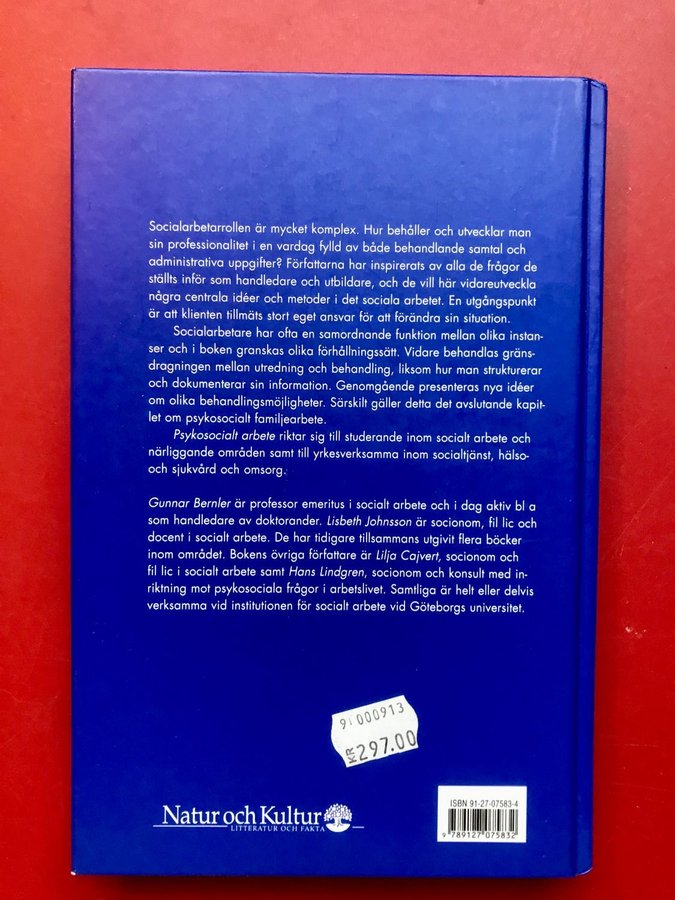 Socialarbetarrollen är mycket komplex. Hur behåller och utvecklar man
sin professionalitet i en vardag fylld av både behandlande samtal och
administrativa uppgifter? Författarna har inspirerats av alla de frågor de
ställts inför som handledare och utbildare, och de vill här vidareutveckla
några centrala idéer och metoder i det sociala arbetet. En utgångspunkt
är att klienten tillmäts stort eget ansvar för att förändra sin situation.
Socialarbetare har ofta en samordnande funktion mellan olika instan-
ser och i boken granskas olika förhållningssätt. Vidare behandlas gräns-
dragningen mellan utredning och behandling, liksom hur man strukturerar
och dokumenterar sin information. Genomgående presenteras nya idéer
om olika behandlingsmöjligheter. Särskilt gäller detta det avslutande kapit-
let om psykosocialt familjearbete.
Psykosocialt arbete riktar sig till studerande inom socialt arbete och
närliggande områden samt till yrkesverksamma inom socialtjänst, hälso-
och sjukvård och omsorg.
Gunnar Bernler är professor emeritus i socialt arbete och i dag aktiv bl a
som handledare av doktorander. Lisbeth Johnsson är socionom, fil lic och
docent i socialt arbete. De har tidigare tillsammans utgivit flera böcker
inom området. Bokens övriga författare är Lilja Cajvert, socionom och
fil lic i socialt arbete samt Hans Lindgren, socionom och konsult med in-
riktning mot psykosociala frågor i arbetslivet. Samtliga är helt eller delvis
verksamma vid institutionen för socialt arbete vid Göteborgs universitet.
91000913
KR297.00
Natur och Kultur
LITTERATUR OCH FAKTA
ISBN 91-27-07583-4
9 789127 075832